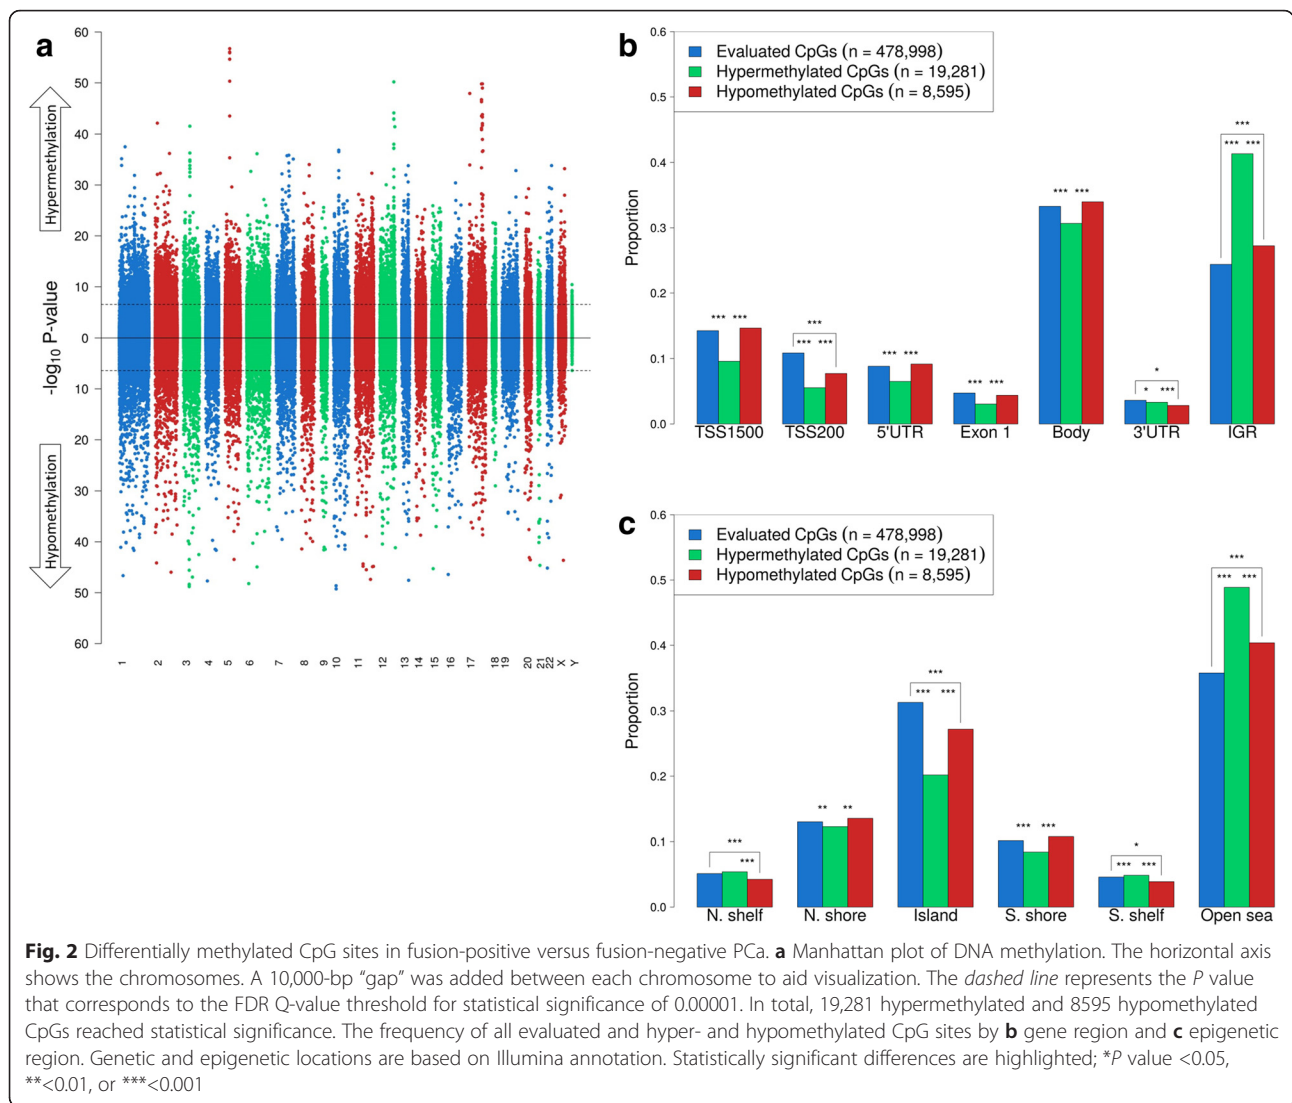 a
60
50
40
30
20
10
0
10
20
30
40
50
60
-log10 P-value
Hypermethylation
Hypomethylation
1 2 3 4 5 6 7 8 9 10 11 12 13 14 15 16 17 18 19 20 21 22 X Y
b
Evaluated CpGs (n = 478,998)
Hypermethylated CpGs (n = 19,281)
Hypomethylated CpGs (n = 8,595)
Proportion
0.6
0.5
0.4
0.3
0.2
0.1
0.0
*** ***
***
*** ***
*** ***
*** ***
*** ***
*
* ***
***
*** ***
TSS1500 TSS200 5'UTR Exon 1 Body 3'UTR IGR
c
Evaluated CpGs (n = 478,998)
Hypermethylated CpGs (n = 19,281)
Hypomethylated CpGs (n = 8,595)
Proportion
0.6
0.5
0.4
0.3
0.2
0.1
0.0
***
***
** **
***
*** ***
*** ***
*
*** ***
***
*** ***
N. shelf N. shore Island S. shore S. shelf Open sea
Fig. 2 Differentially methylated CpG sites in fusion-positive versus fusion-negative PCa. a Manhattan plot of DNA methylation. The horizontal axis
shows the chromosomes. A 10,000-bp “gap” was added between each chromosome to aid visualization. The dashed line represents the P value
that corresponds to the FDR Q-value threshold for statistical significance of 0.00001. In total, 19,281 hypermethylated and 8595 hypomethylated
CpGs reached statistical significance. The frequency of all evaluated and hyper- and hypomethylated CpG sites by b gene region and c epigenetic
region. Genetic and epigenetic locations are based on Illumina annotation. Statistically significant differences are highlighted; *P value <0.05,
**<0.01, or ***<0.001